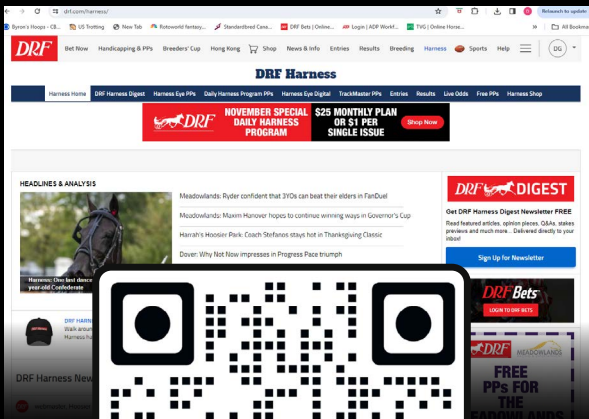 drf.com/harness/
Relaunch to update
Byron's Hoops - CB...
US Trotting
New Tab
Rotoworld fantasy...
Standardbred Cana...
DRF Bets | Online...
Login | ADP Workf...
TVG | Online Horse...
All Bookmarks
DRF
Bet Now
Handicapping & PPs
Breeders' Cup
Hong Kong
Shop
News & Info
Entries
Results
Breeding
Harness
Sports
Help
DG
DRF Harness
Harness Home
DRF Harness Digest
Harness Eye PPs
Daily Harness Program PPs
Harness Eye Digital
TrackMaster PPs
Entries
Results
Live Odds
Free PPs
Harness Shop
DRF
NOVEMBER SPECIAL
DAILY HARNESS
PROGRAM
$25 MONTHLY PLAN
OR $1 PER
SINGLE ISSUE
Shop Now
HEADLINES & ANALYSIS
Meadowlands: Ryder confident that 3YOs can beat their elders in FanDuel
Meadowlands: Maxim Hanover hopes to continue winning ways in Governor's Cup
Harrah's Hoosier Park: Coach Stefanos stays hot in Thanksgiving Classic
Dover: Why Not Now impresses in Progress Pace triumph
Harness: One last dance
year-old Confederate
DRF HARN
Walk aroun
Harness ha
DRF Harness New
DRF DIGEST
Get DRF Harness Digest Newsletter FREE
Read featured articles, opinion pieces, Q&As, stakes
previews and much more... Delivered directly to your
inbox!
Sign Up for Newsletter
DRF Bets
LOGIN TO DRF BETS
DRF
MEADOWLANDS
FREE
PPs FOR
THE